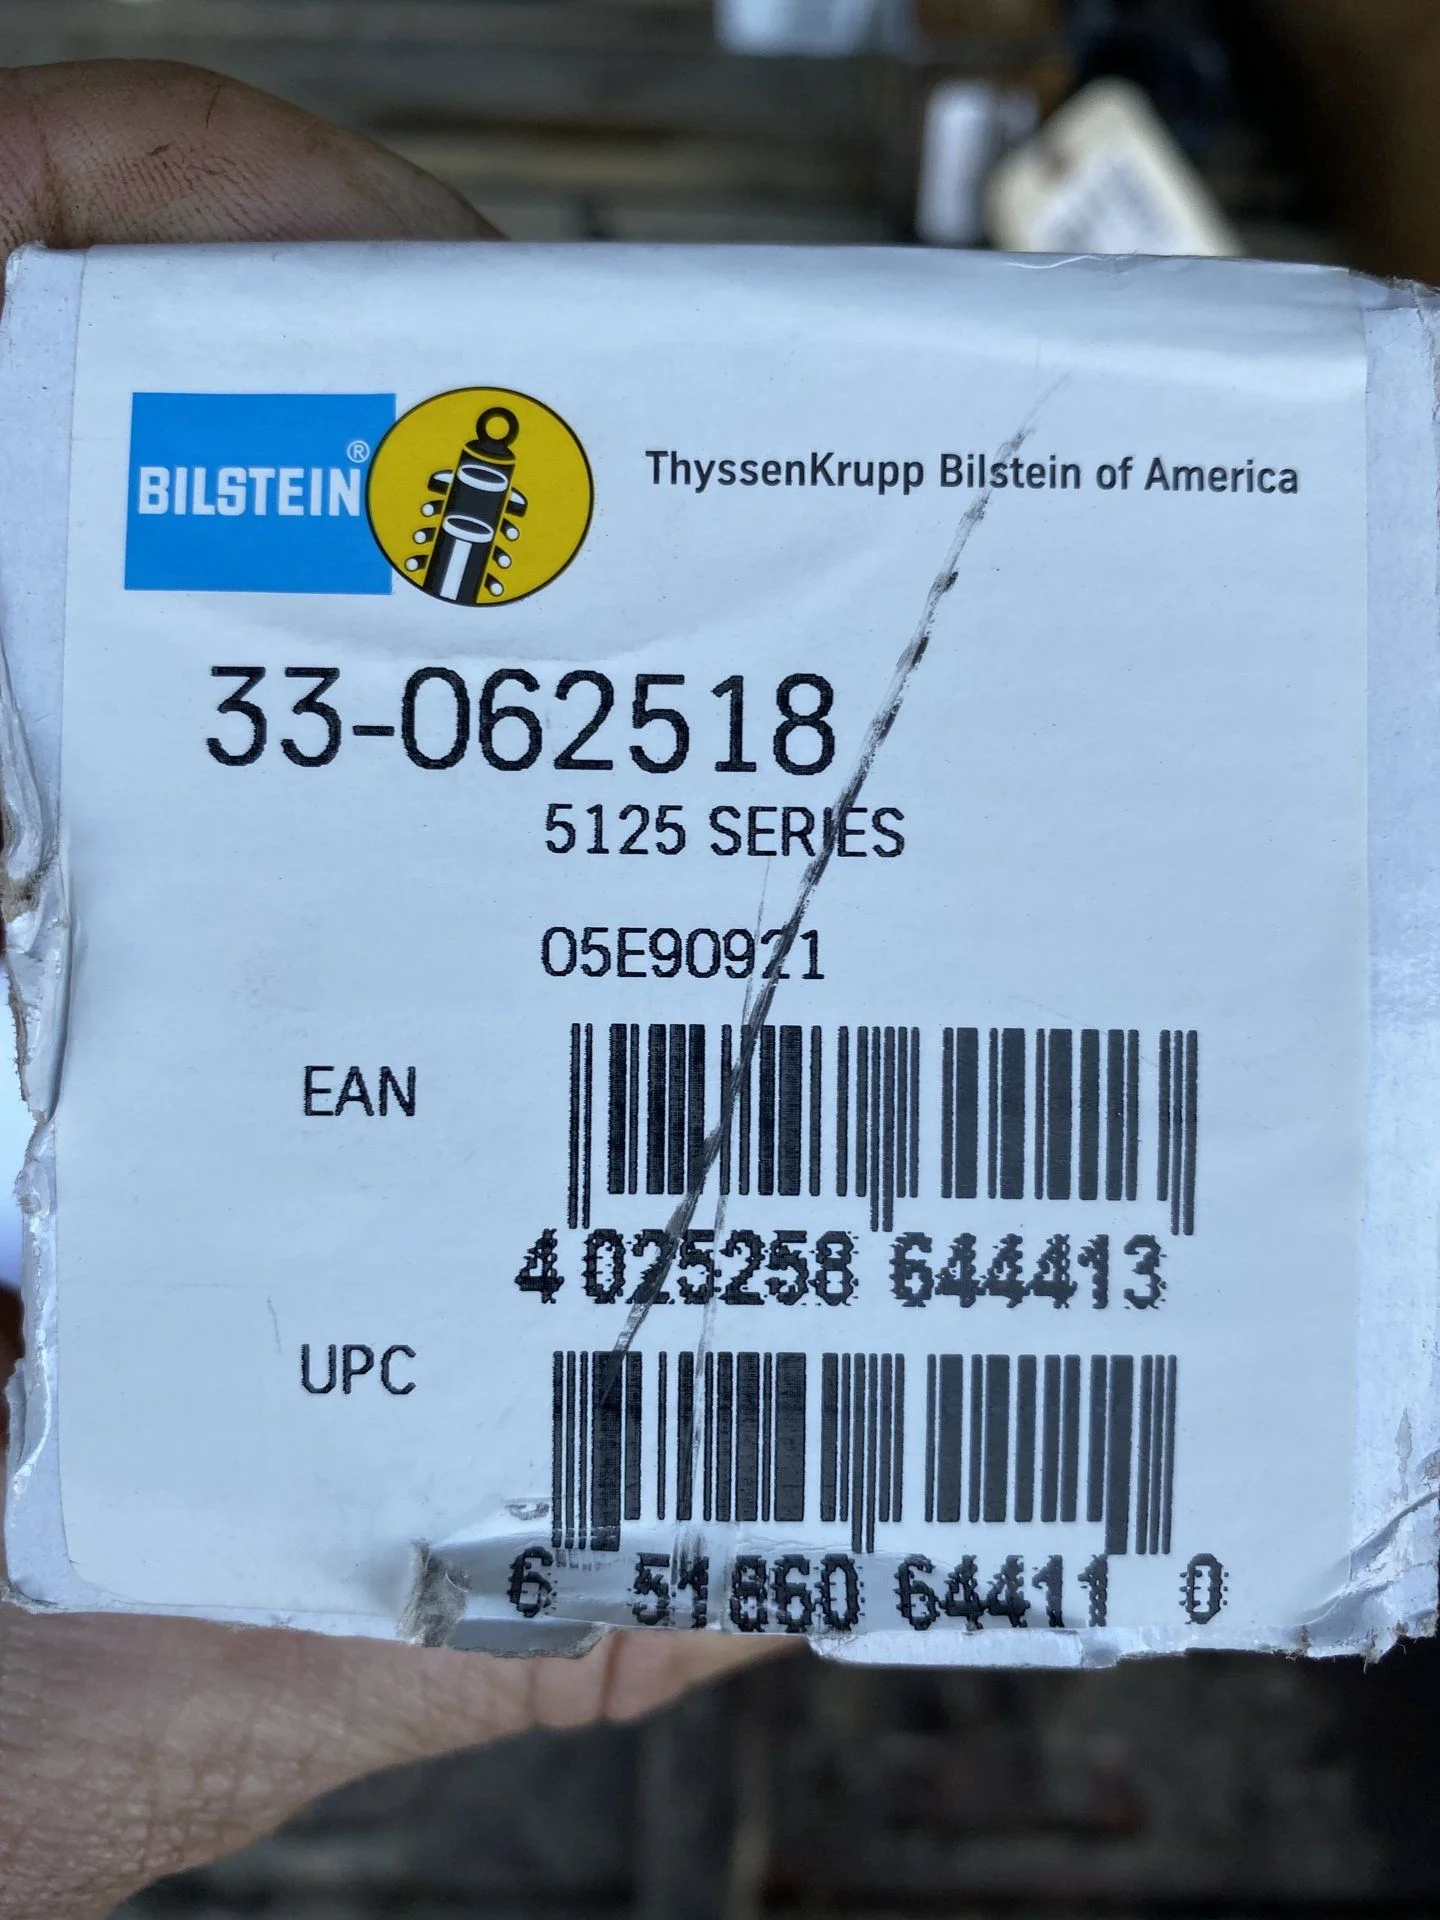 BILSTEIN®
ThyssenKrupp Bilstein of America
33-062518
5125 SERIES
05E90921
EAN
4 025258 644413
UPC
6 51860 64411 0